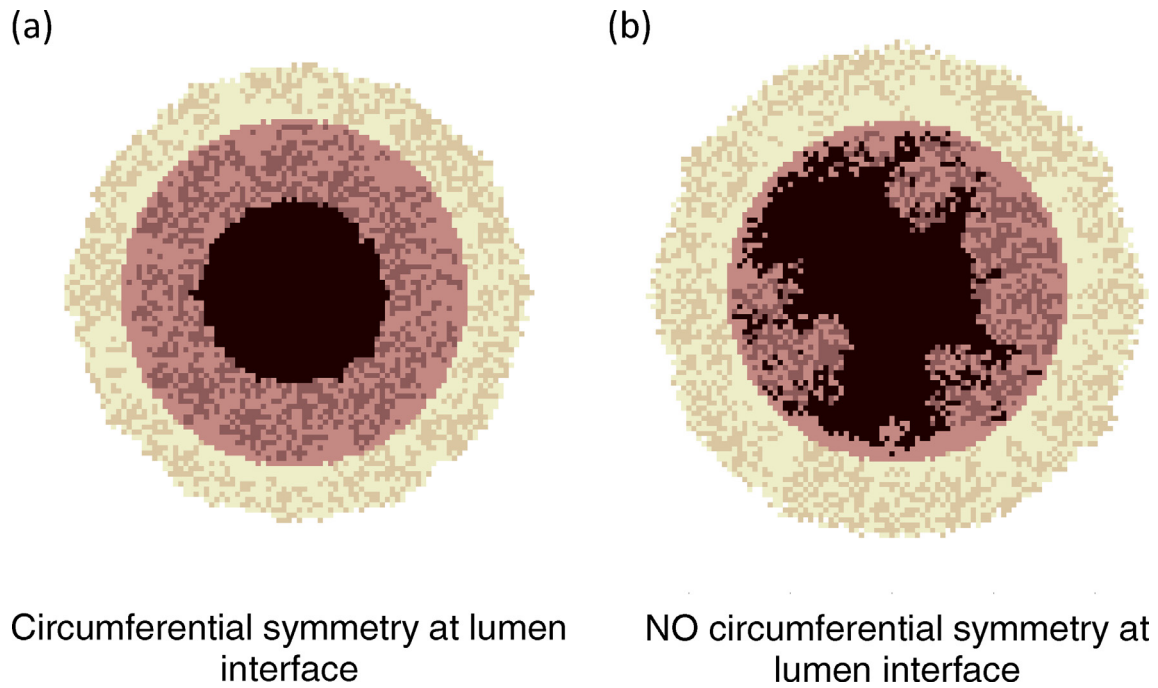 (a)
(b)
Circumferential symmetry at lumen
interface
NO circumferential symmetry at
lumen interface